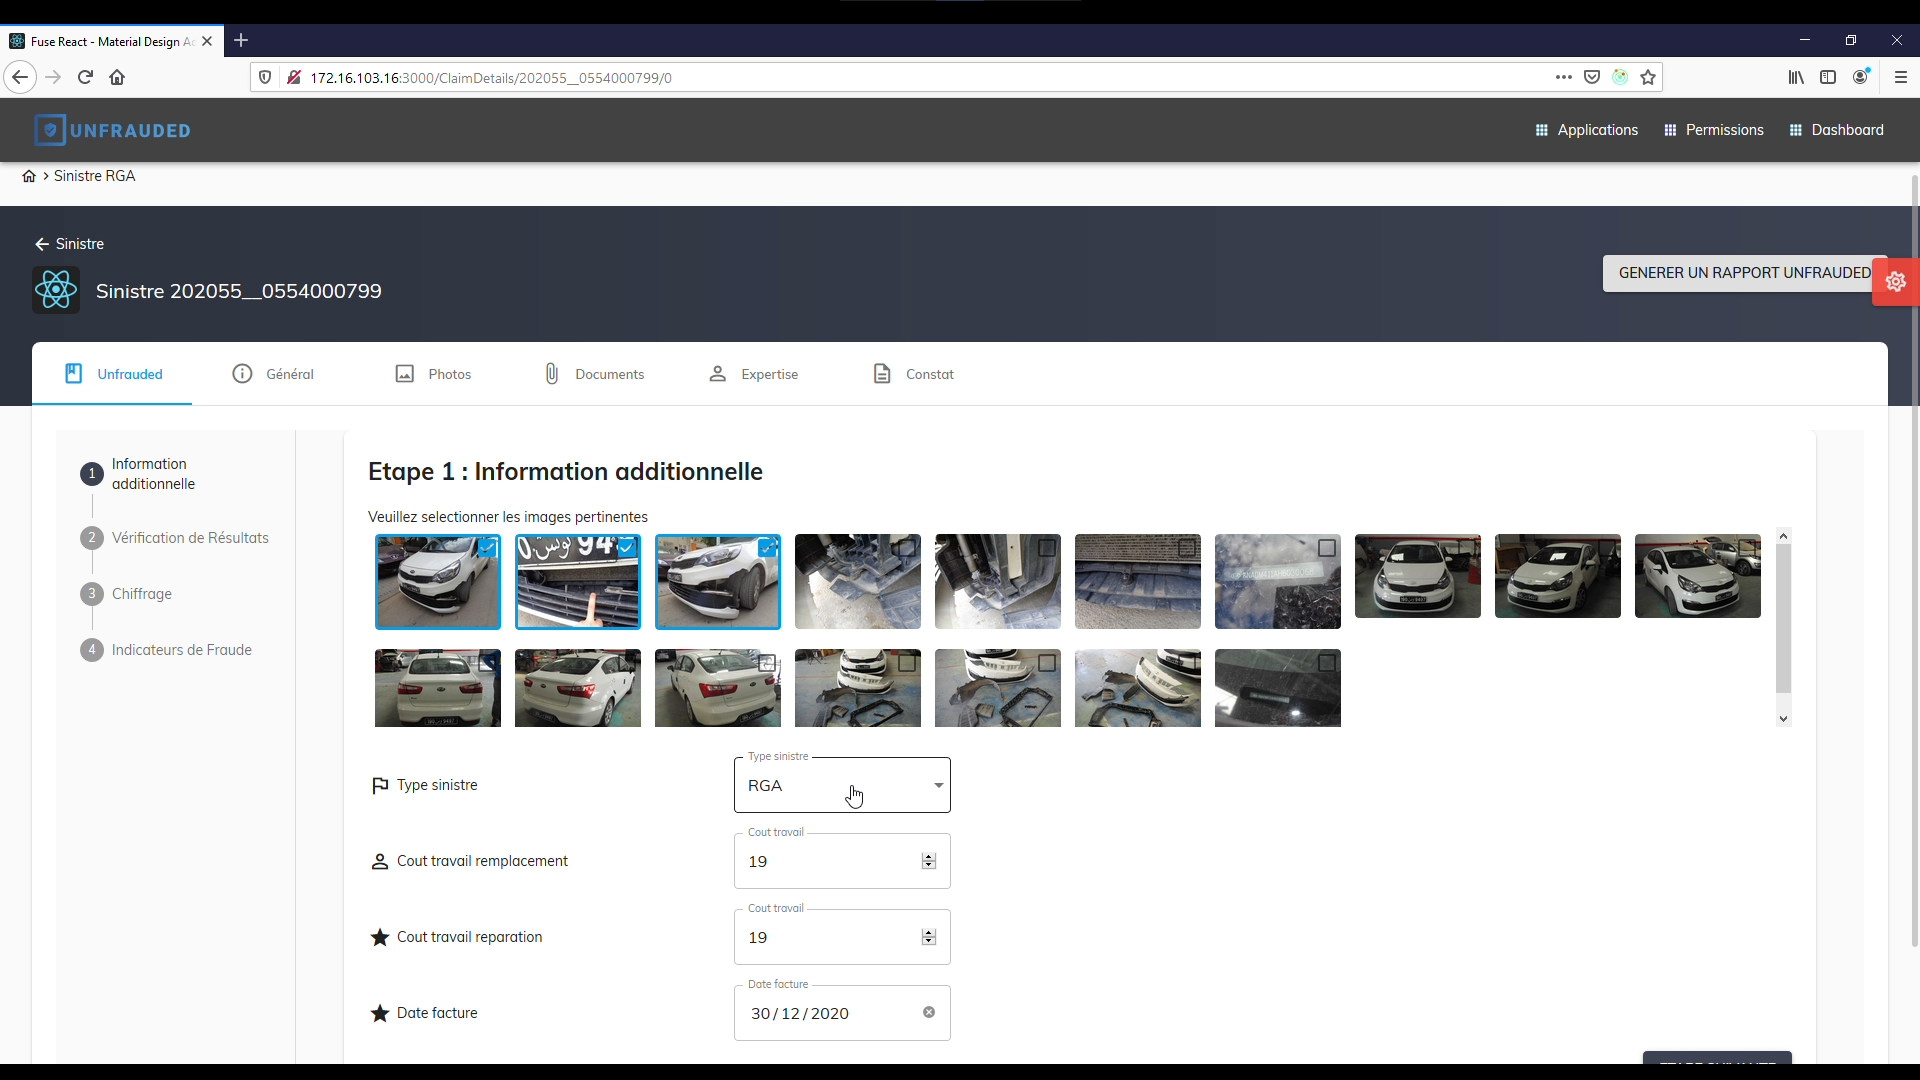 Fuse React - Material Design Ac
172.16.103.16:3000/ClaimDetails/202055__0554000799/0
UNFRAUDED
Applications
Permissions
Dashboard
> Sinistre RGA
Sinistre
Sinistre 202055__0554000799
GENERER UN RAPPORT UNFRAUDED
Unfrauded
Général
Photos
Documents
Expertise
Constat
1 Information additionnelle
2 Vérification de Résultats
3 Chiffrage
4 Indicateurs de Fraude
Etape 1 : Information additionnelle
Veuillez selectionner les images pertinentes
تونس 94
Type sinistre
Type sinistre
RGA
Cout travail remplacement
Cout travail
19
Cout travail reparation
Cout travail
19
Date facture
Date facture
30/12/2020